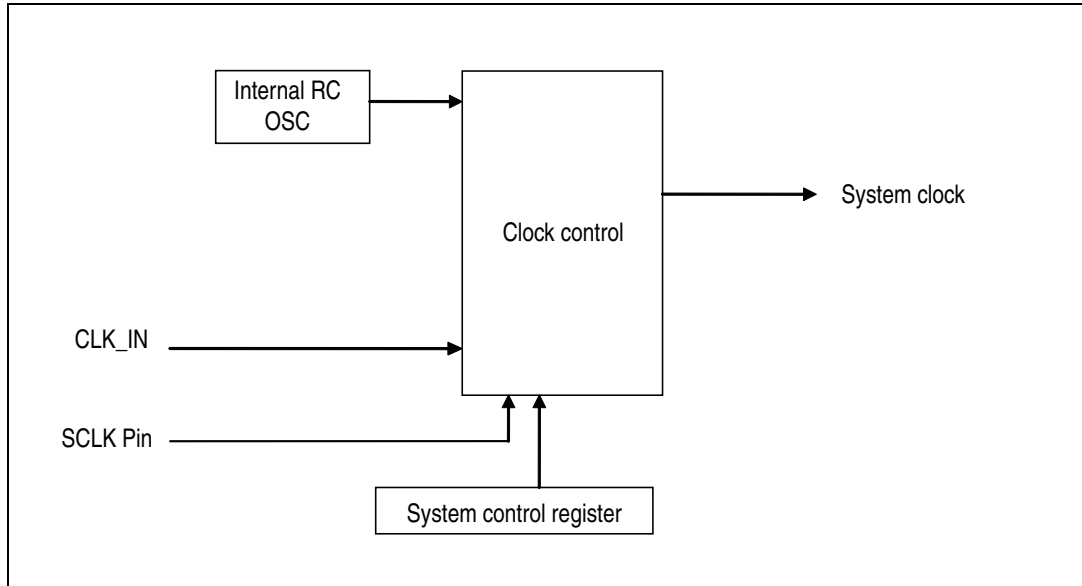 Internal RC
OSC
Clock control
System clock
CLK_IN
SCLK Pin
System control register